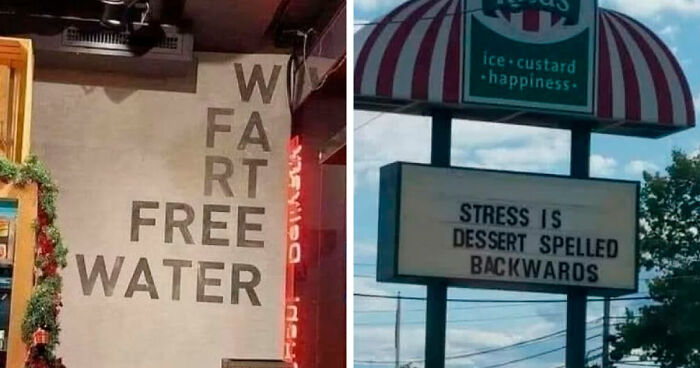 W
FA
RT
FREE
WATER
ice • custard
• happiness •
STRESS IS
DESSERT SPELLED
BACKWARDS